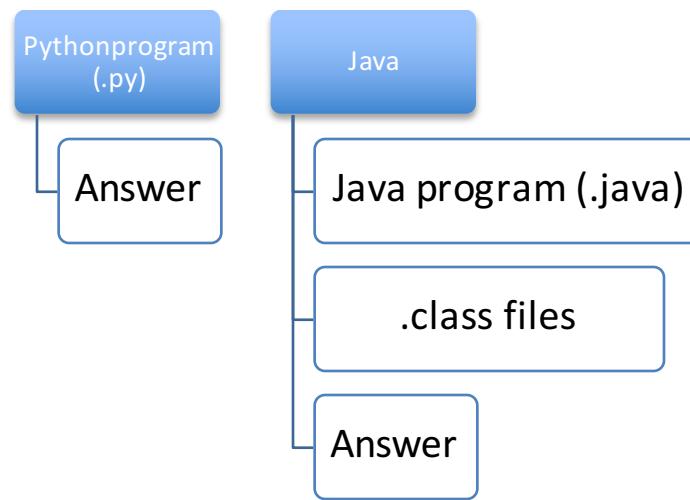 Pythonprogram
(.py)
Answer
Java
Java program (.java)
.class files
Answer